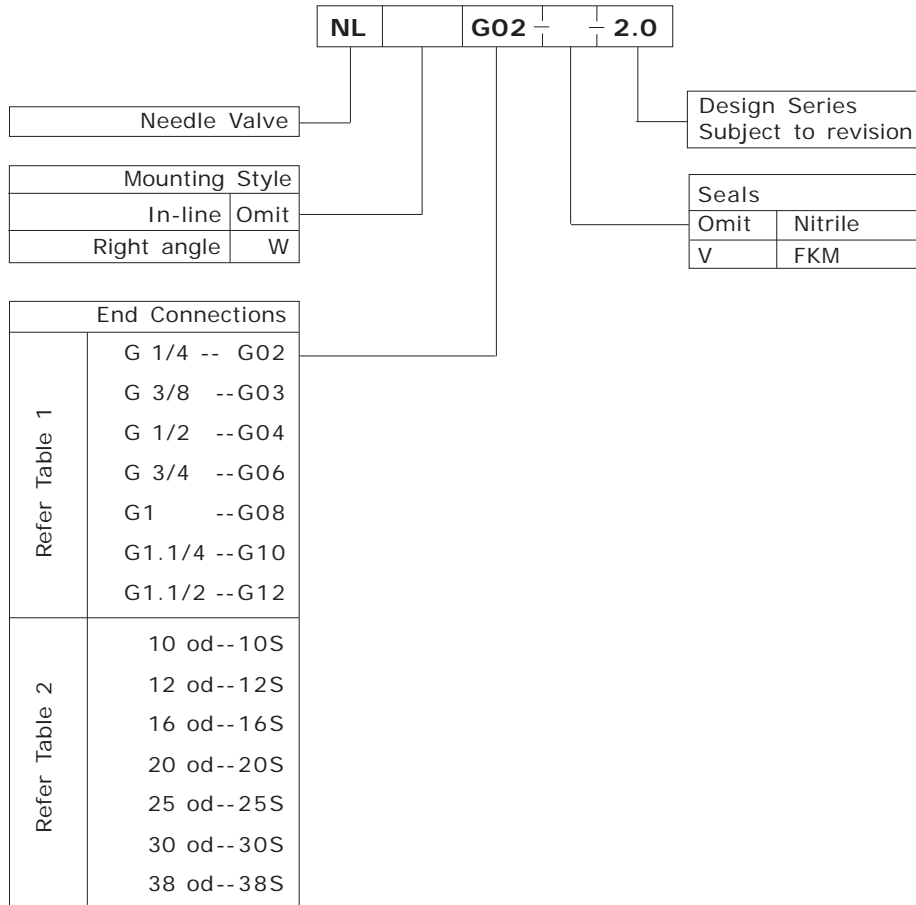 NL G02 - - 2.0
Needle Valve
Design Series
Subject to revision
Mounting Style
In-line Omit
Right angle W
Seals
Omit Nitrile
V FKM
End Connections
Refer Table 1
G 1/4 -- G02
G 3/8 --G03
G 1/2 --G04
G 3/4 --G06
G1 --G08
G1.1/4 --G10
G1.1/2 --G12
Refer Table 2
10 od--10S
12 od--12S
16 od--16S
20 od--20S
25 od--25S
30 od--30S
38 od--38S